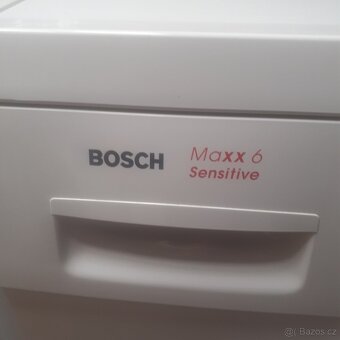 BOSCH Maxx 6
Sensitive
© Bazos.cz